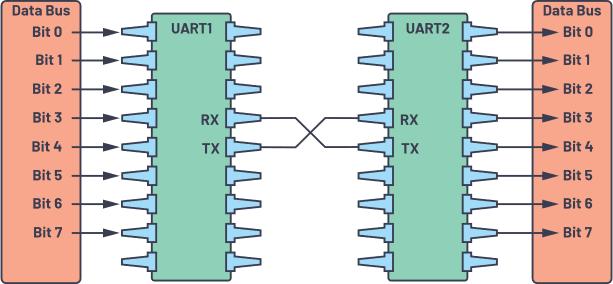 Data Bus
Bit 0
Bit 1
Bit 2
Bit 3
Bit 4
Bit 5
Bit 6
Bit 7
UART1
RX
TX
UART2
RX
TX
Data Bus
Bit 0
Bit 1
Bit 2
Bit 3
Bit 4
Bit 5
Bit 6
Bit 7